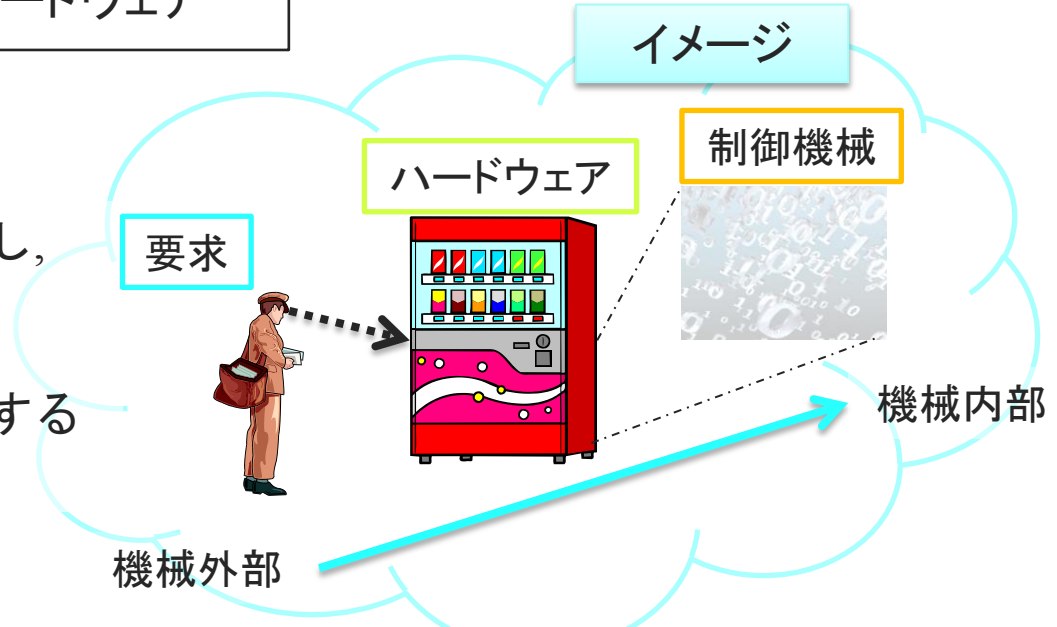 ードウェア
イメージ
制御機械
ハードウェア
し,
要求
する
機械内部
機械外部